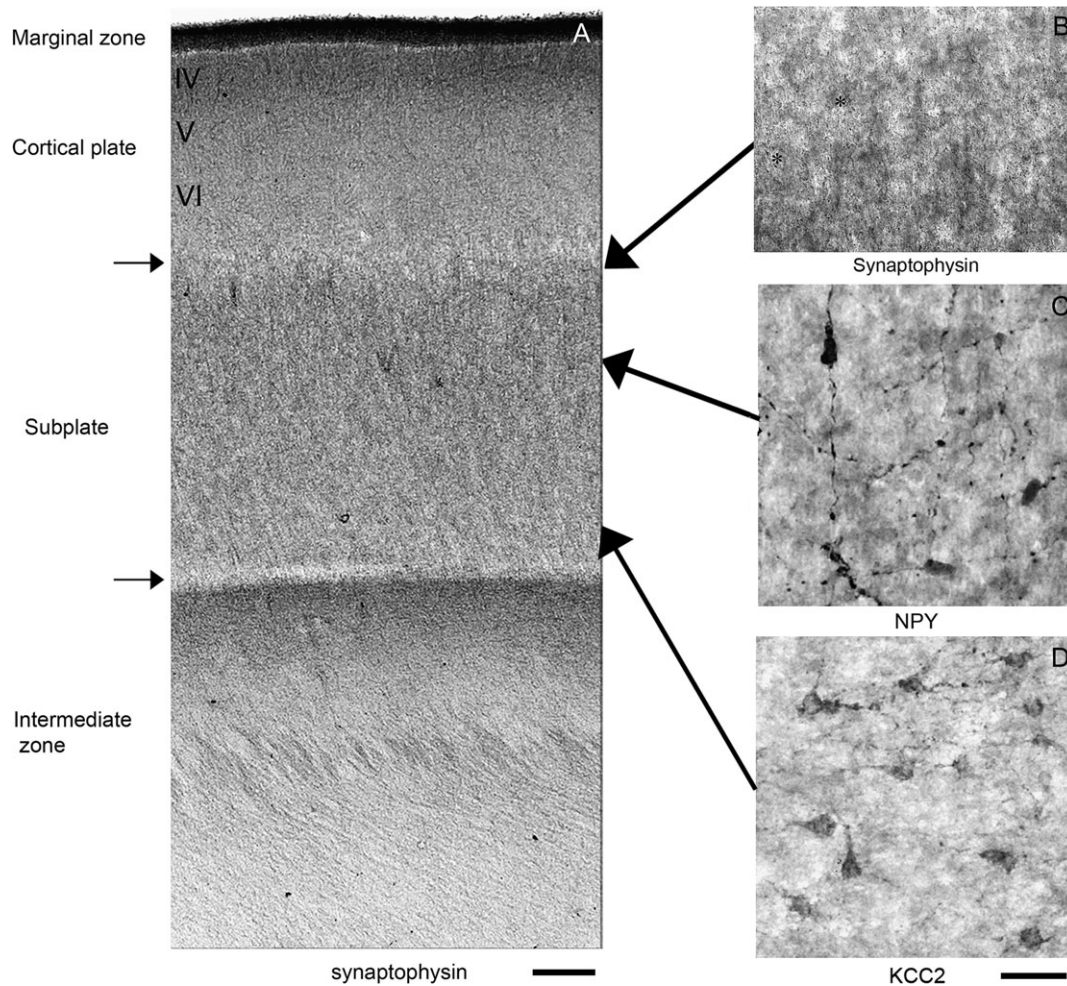 Marginal zone
A
IV
V
Cortical plate
VI
Subplate
Intermediate
zone
synaptophysin
B
*
*
Synaptophysin
C
NPY
D
KCC2